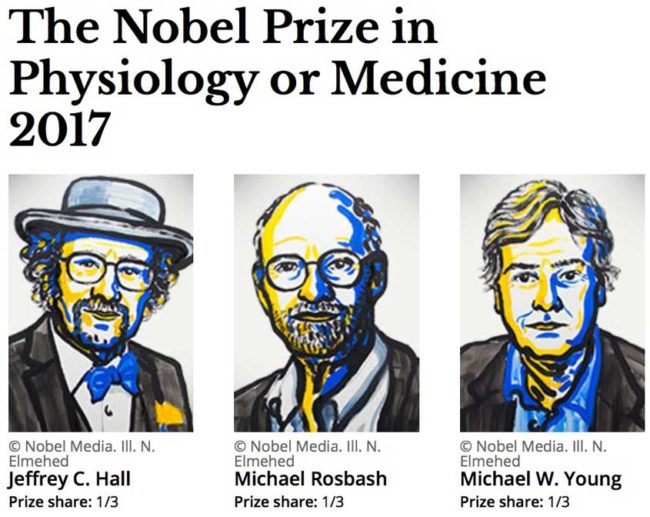 The Nobel Prize in
Physiology or Medicine
2017
© Nobel Media. Ill. N.
Elmehed
Jeffrey C. Hall
Prize share: 1/3
© Nobel Media. Ill. N.
Elmehed
Michael Rosbash
Prize share: 1/3
© Nobel Media. Ill. N.
Elmehed
Michael W. Young
Prize share: 1/3